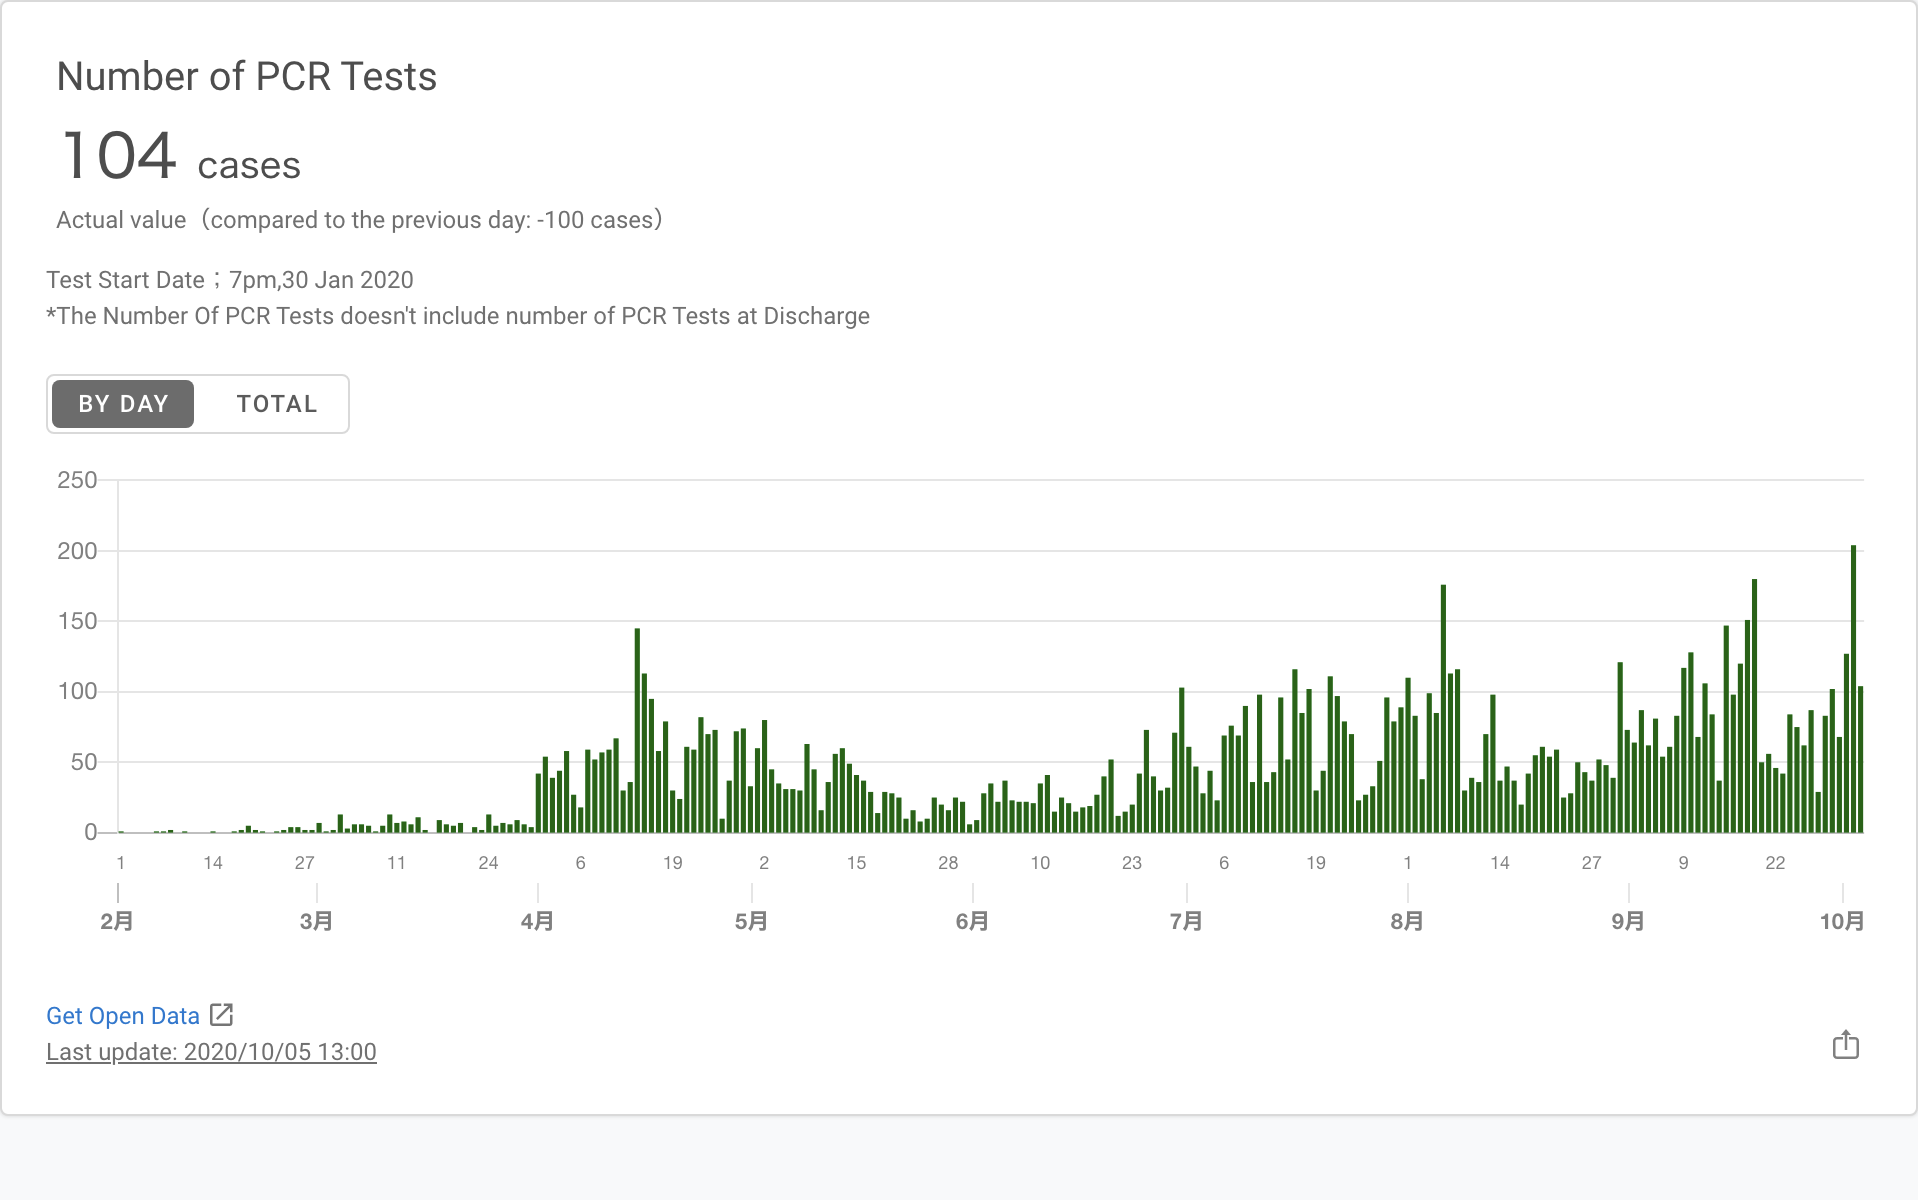 Number of PCR Tests
104 cases
Actual value（compared to the previous day: -100 cases）
Test Start Date；7pm,30 Jan 2020
*The Number Of PCR Tests doesn't include number of PCR Tests at Discharge
BY DAY TOTAL
250
200
150
100
50
0
1 14 27 11 24 6 19 2 15 28 10 23 6 19 1 14 27 9 22
2月 3月 4月 5月 6月 7月 8月 9月 10月
Get Open Data
Last update: 2020/10/05 13:00